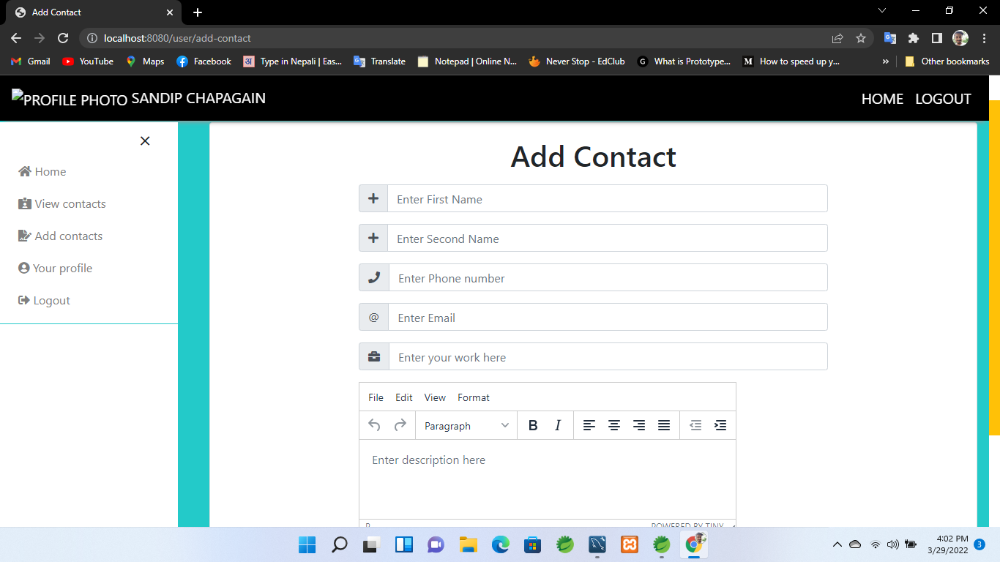 Add Contact
localhost:8080/user/add-contact
Gmail YouTube Maps Facebook अ Type in Nepali | Eas... Translate Notepad | Online N... Never Stop - EdClub G What is Prototype... M How to speed up y... » Other bookmarks
PROFILE PHOTO SANDIP CHAPAGAIN HOME LOGOUT
Add Contact
Home
View contacts
Add contacts
Your profile
Logout
Enter First Name
Enter Second Name
Enter Phone number
@ Enter Email
Enter your work here
File Edit View Format
Paragraph B I
Enter description here
P POWERED BY TINY
4:02 PM
3/29/2022 3